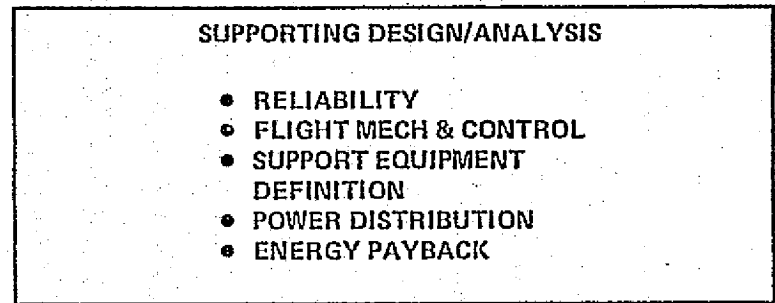 SUPPORTING DESIGN/ANALYSIS
• RELIABILITY
• FLIGHT MECH & CONTROL
• SUPPORT EQUIPMENT
DEFINITION
• POWER DISTRIBUTION
• ENERGY PAYBACK